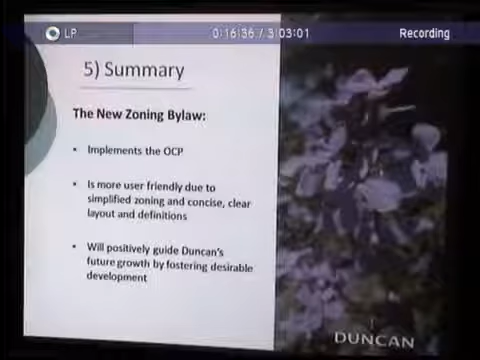 LP 0:16:36 / 3:03:01 Recording
5) Summary
The New Zoning Bylaw:
• Implements the OCP
• Is more user friendly due to
simplified zoning and concise, clear
layout and definitions
• Will positively guide Duncan's
future growth by fostering desirable
development
DUNCAN